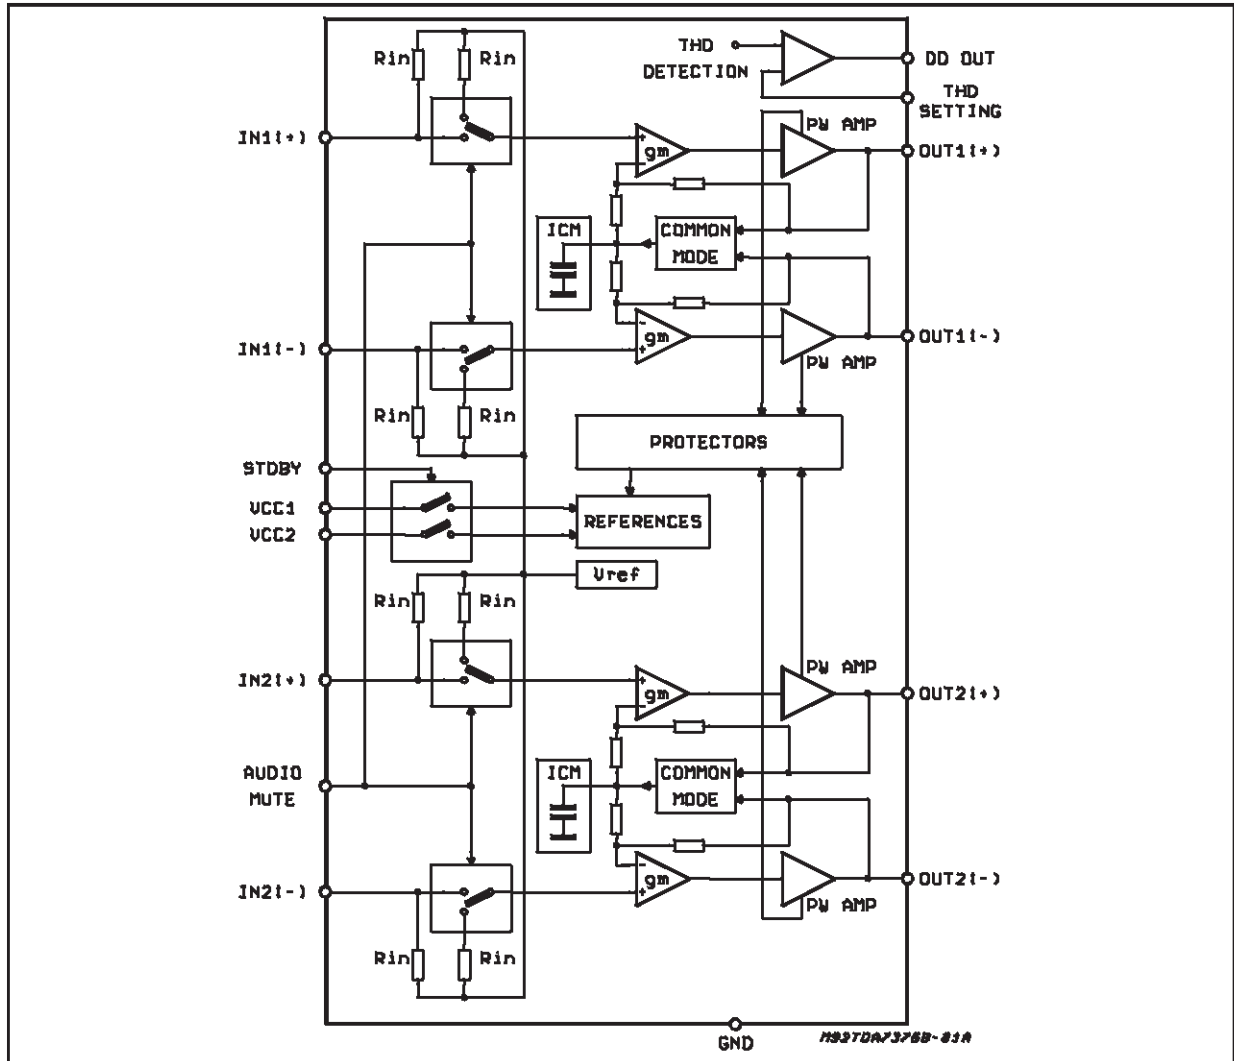 Rin Rin
THD
DETECTION
DD OUT
THD
SETTING
IN1(+)
+
gm
-
PW AMP
OUT1(+)
ICM
COMMON
MODE
IN1(-)
-
gm
+
PW AMP
OUT1(-)
Rin Rin
PROTECTORS
STDBY
VCC1
VCC2
REFERENCES
Vref
Rin Rin
IN2(+)
+
gm
-
PW AMP
OUT2(+)
AUDIO
MUTE
ICM
COMMON
MODE
IN2(-)
-
gm
+
PW AMP
OUT2(-)
Rin Rin
GND
M92TDA7376B-01A